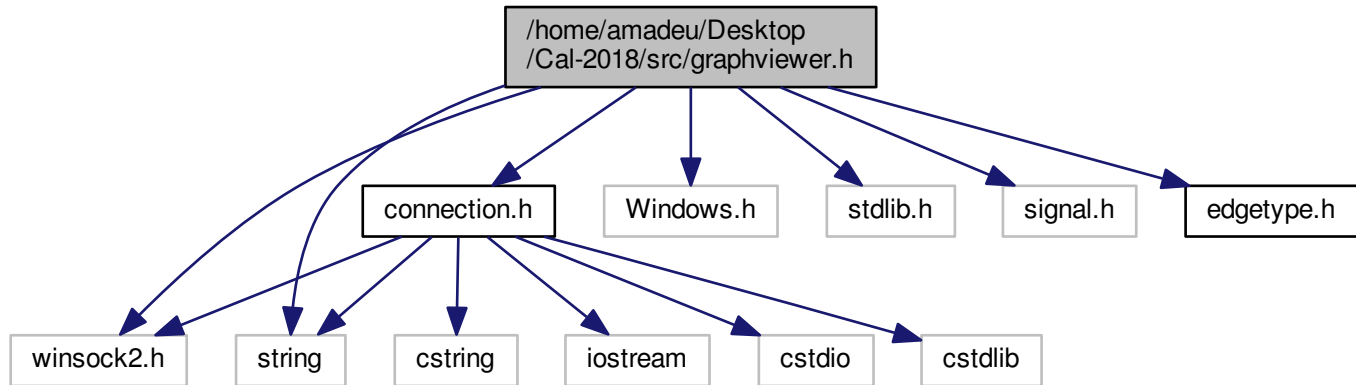 /home/amadeu/Desktop
/Cal-2018/src/graphviewer.h
connection.h
Windows.h
stdlib.h
signal.h
edgetype.h
winsock2.h
string
cstring
iostream
cstdio
cstdlib